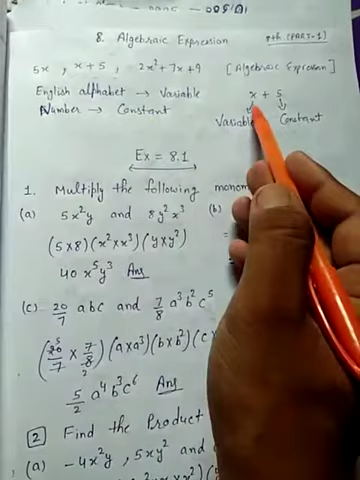 8. Algebraic Expression
8th (PART-1)
5x , x+5 , 2x²+7x+9 [Algebraic Expression]
English alphabet → Variable
Number → Constant
x + 5
Variable Constant
Ex = 8.1
1. Multiply the following monom
(a) 5x²y and 8y²x³ (b)
(5×8)(x²×x³)(y×y²)
40 x⁵y³ Ans
(c) 20/7 abc and 7/8 a³b²c⁵
(20/7 × 7/8)(a×a³)(b×b²)(c×
5/2 a⁴b³c⁶ Ans
2 Find the Product
(a) -4x²y , 5xy² and